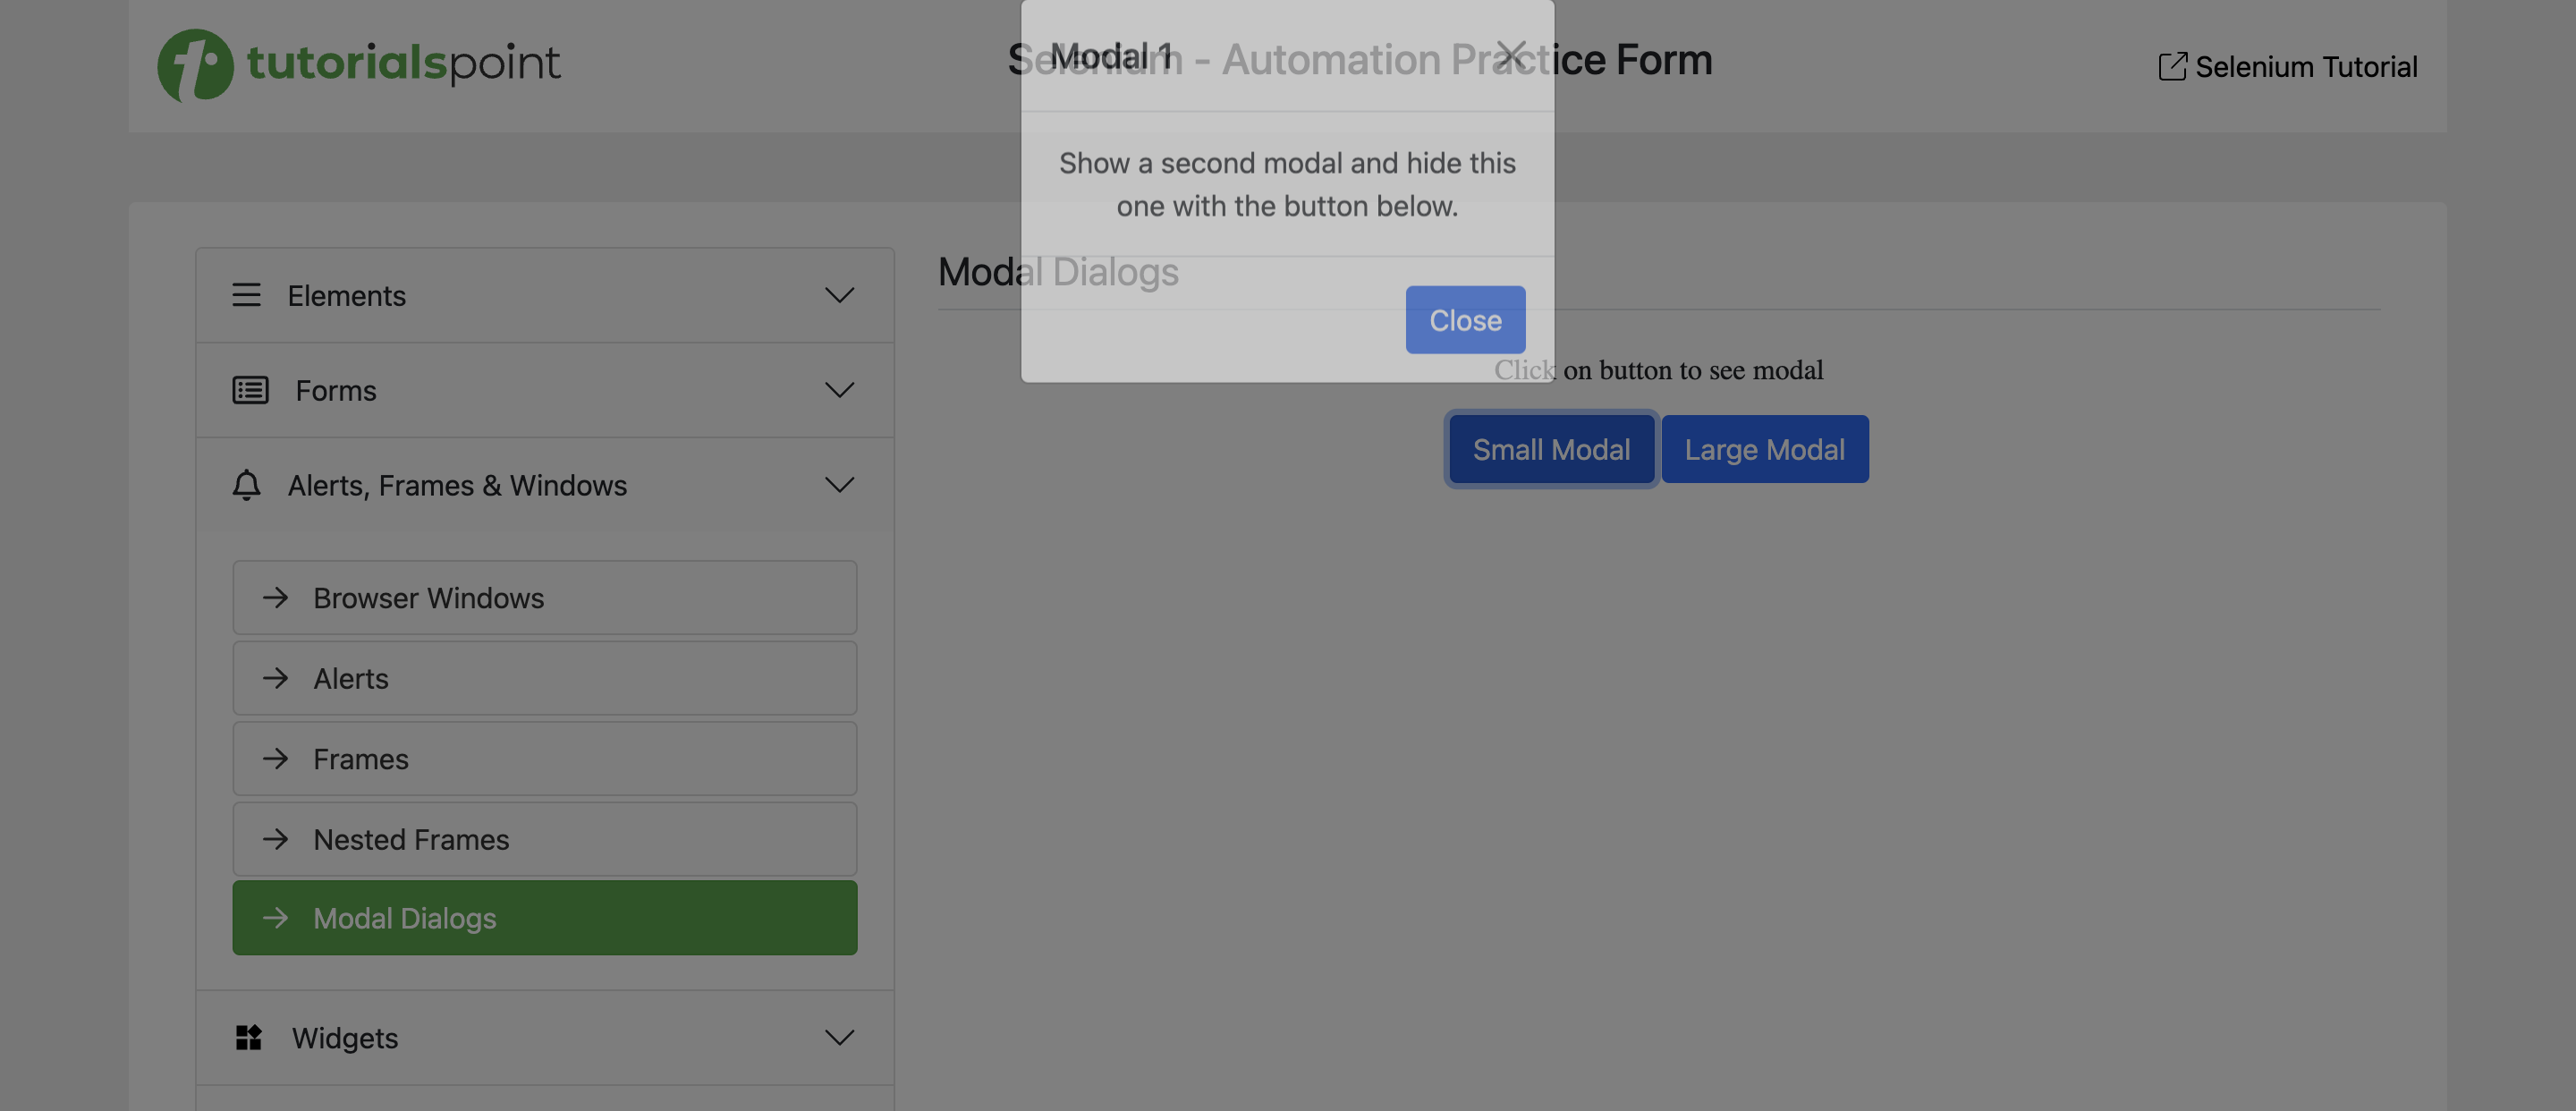 tutorialspoint
Selenium - Automation Practice Form
Selenium Tutorial
Modal 1
Show a second modal and hide this
one with the button below.
Close
Elements
Forms
Alerts, Frames & Windows
Browser Windows
Alerts
Frames
Nested Frames
Modal Dialogs
Widgets
Modal Dialogs
Click on button to see modal
Small Modal
Large Modal